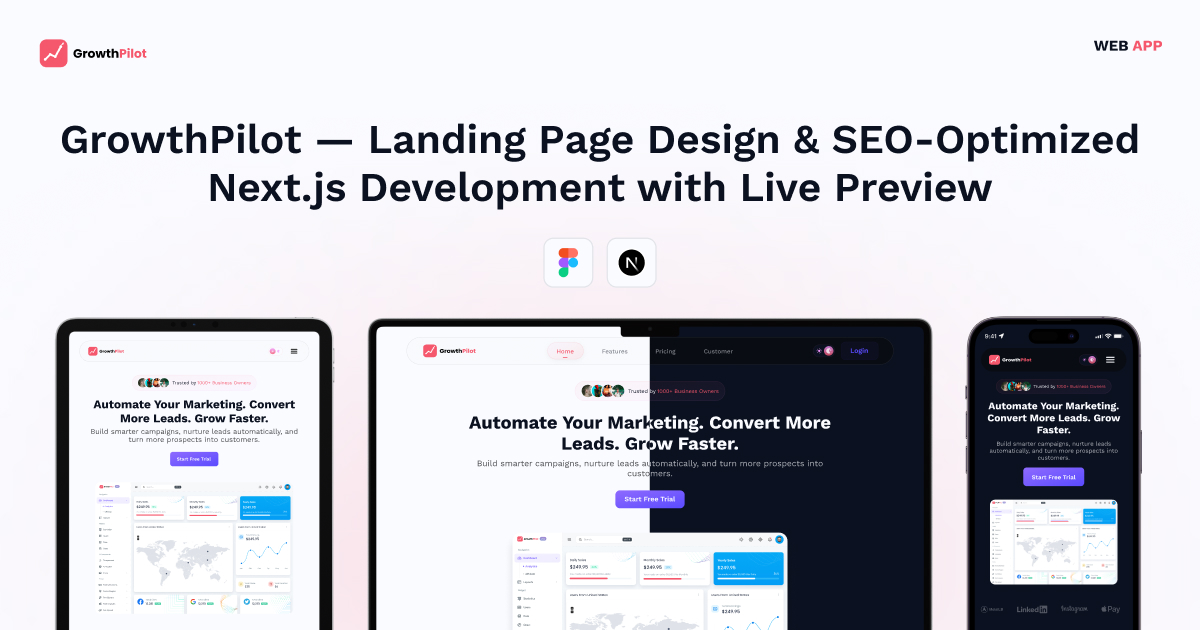 GrowthPilot
WEB APP
GrowthPilot — Landing Page Design & SEO-Optimized
Next.js Development with Live Preview
GrowthPilot
Trusted by 1000+ Business Owners
Automate Your Marketing. Convert
More Leads. Grow Faster.
Build smarter campaigns, nurture leads automatically, and
turn more prospects into customers.
Start Free Trial
$249.95
$249.95
$249.95
GrowthPilot
Home
Features
Pricing
Customer
Login
Trusted by 1000+ Business Owners
Automate Your Marketing. Convert More
Leads. Grow Faster.
Build smarter campaigns, nurture leads automatically, and turn more prospects into
customers.
Start Free Trial
Daily Sales
Monthly Sales
Yearly Sales
$249.95
$249.95
$249.95
9:41
GrowthPilot
Trusted by 1000+ Business Owners
Automate Your Marketing.
Convert More Leads. Grow
Faster.
Build smarter campaigns, nurture leads
automatically, and turn more prospects into
customers.
Start Free Trial
LinkedIn
Instagram
Pay